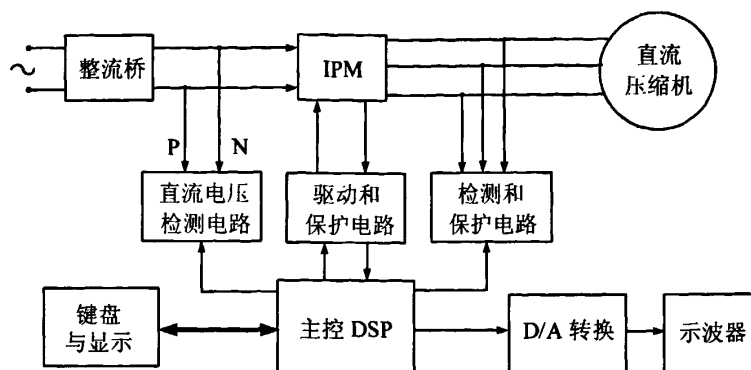 整流桥
IPM
直流
压缩机
P
N
直流电压
检测电路
驱动和
保护电路
检测和
保护电路
键盘
与显示
主控 DSP
D/A 转换
示波器